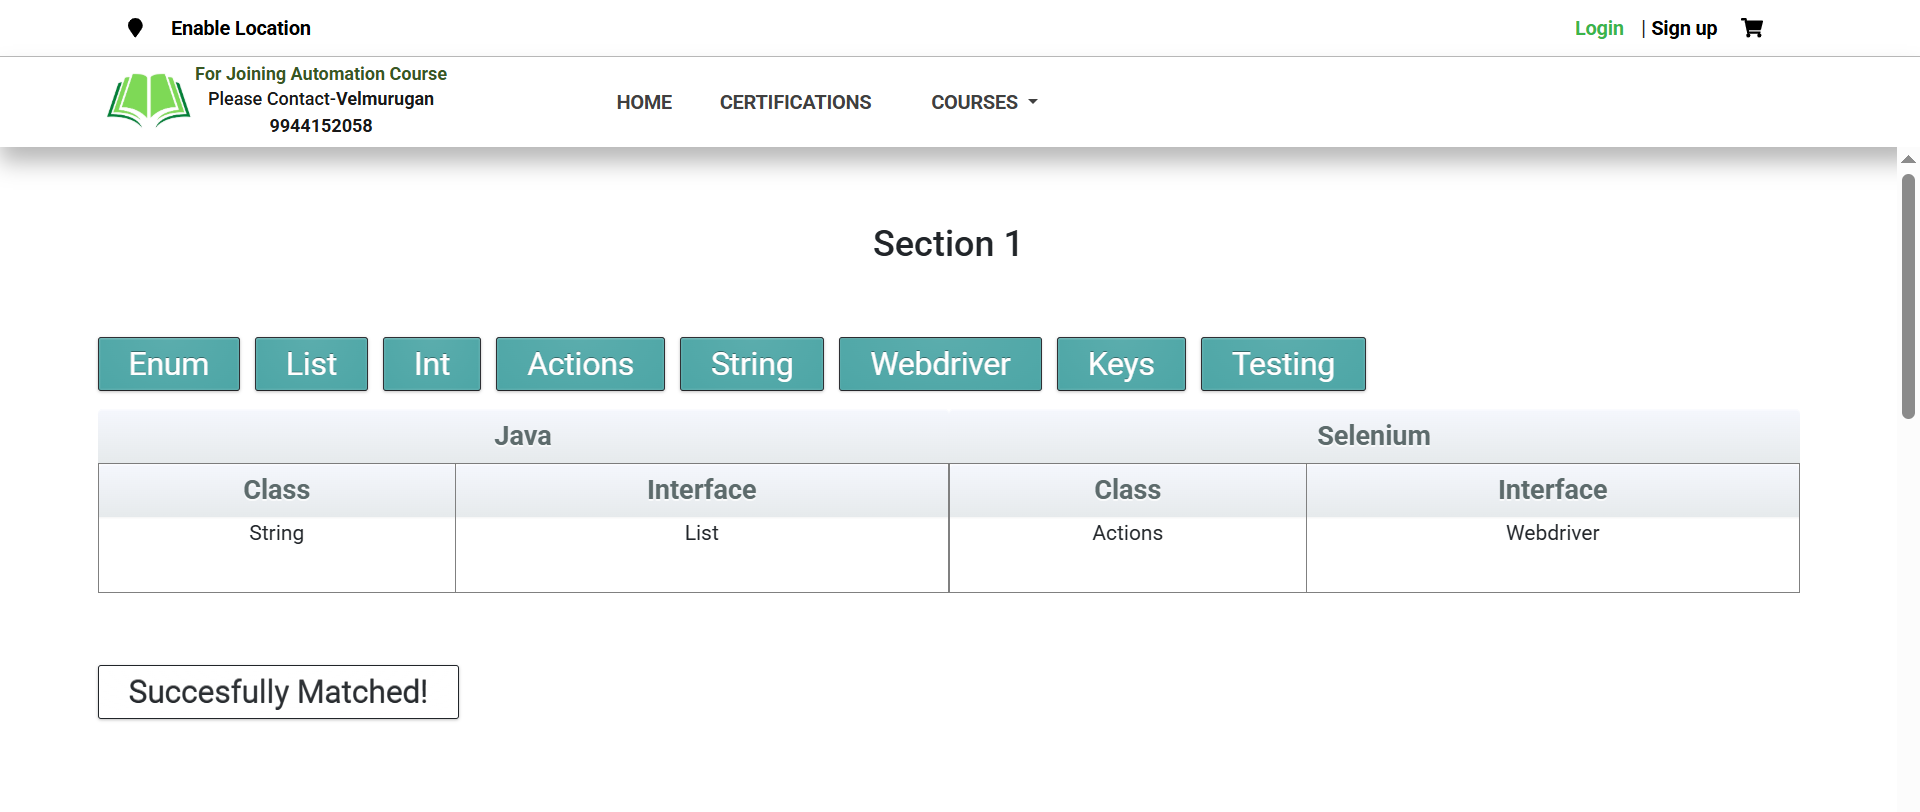 Enable Location
Login | Sign up
For Joining Automation Course
Please Contact-Velmurugan
9944152058
HOME CERTIFICATIONS COURSES
Section 1
Enum List Int Actions String Webdriver Keys Testing
Java Selenium
Class Interface Class Interface
String List Actions Webdriver
Succesfully Matched!